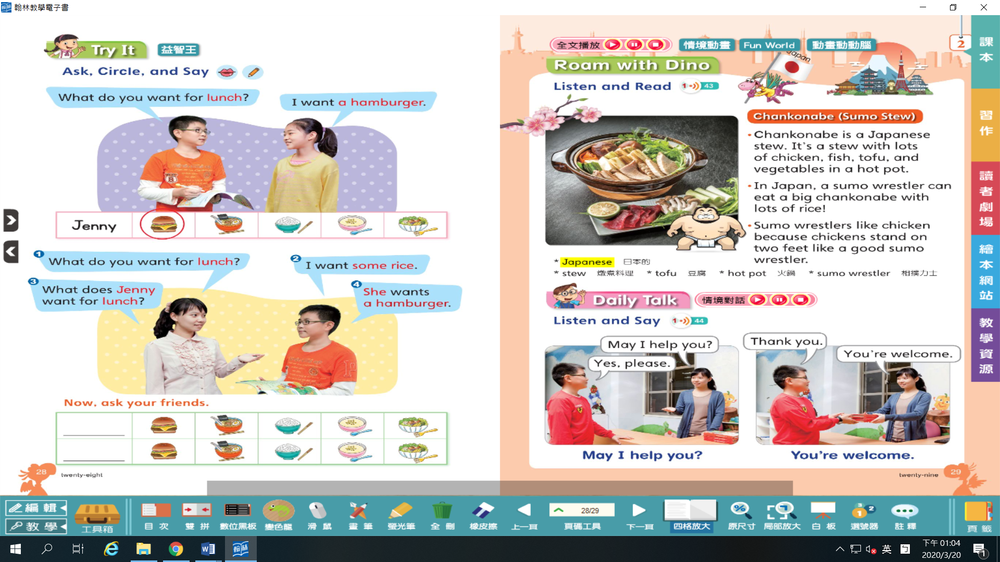 翰林教學電子書
Try It
益智王
Ask, Circle, and Say
What do you want for lunch?
I want a hamburger.
Jenny
1
What do you want for lunch?
2
I want some rice.
3
What does Jenny
want for lunch?
4
She wants
a hamburger.
Now, ask your friends.
28
twenty-eight
全文播放
情境動畫
Fun World
動畫動動腦
2
Roam with Dino
Japan
Listen and Read
1
43
Chankonabe (Sumo Stew)
•Chankonabe is a Japanese
stew. It's a stew with lots
of chicken, fish, tofu, and
vegetables in a hot pot.
•In Japan, a sumo wrestler can
eat a big chankonabe with
lots of rice!
•Sumo wrestlers like chicken
because chickens stand on
two feet like a good sumo
wrestler.
* Japanese 日本的
* stew 燉煮料理 * tofu 豆腐 * hot pot 火鍋 * sumo wrestler 相撲力士
Daily Talk
情境對話
Listen and Say
1
44
May I help you?
Yes, please.
Thank you.
You're welcome.
May I help you?
You're welcome.
twenty-nine
29
課本
習作
讀者劇場
繪本網站
教學資源
編輯
教學
工具箱
目次
雙拼
數位黑板
變色龍
滑鼠
畫筆
螢光筆
全刪
橡皮擦
上一頁
28/29
頁碼工具
下一頁
四格放大
原尺寸
局部放大
白板
選號器
註釋
頁籤
英
下午 01:04
2020/3/20
1